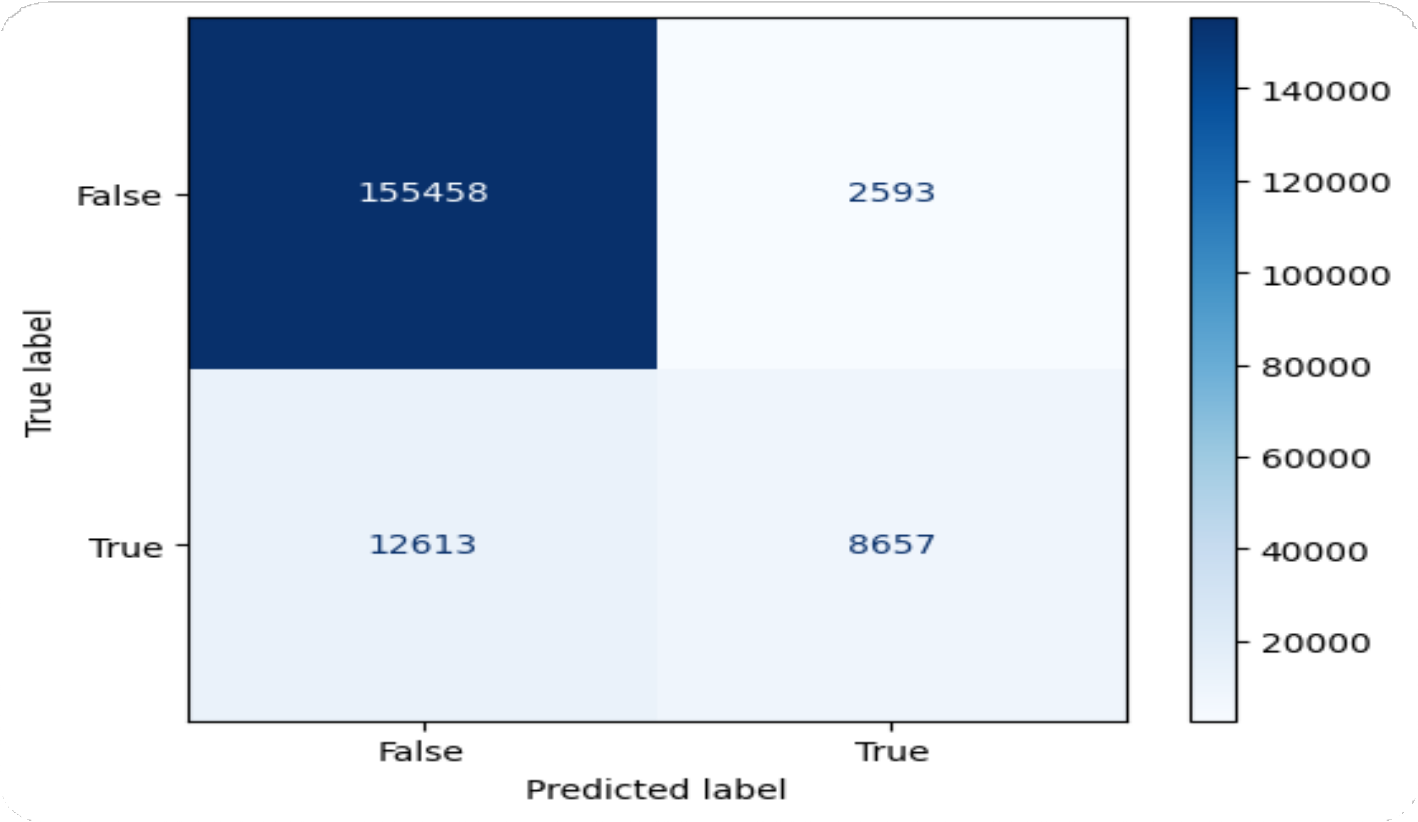 140000
120000
False 155458 2593
100000
True label
80000
60000
True 12613 8657
40000
20000
False True
Predicted label